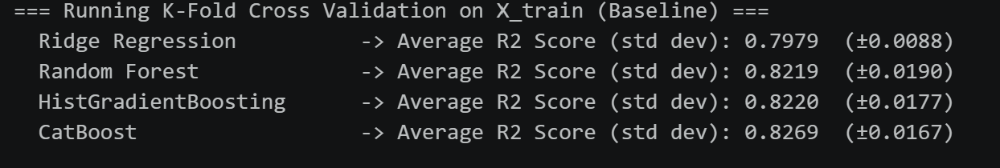 === Running K-Fold Cross Validation on X_train (Baseline) ===
Ridge Regression -> Average R2 Score (std dev): 0.7979 (±0.0088)
Random Forest -> Average R2 Score (std dev): 0.8219 (±0.0190)
HistGradientBoosting -> Average R2 Score (std dev): 0.8220 (±0.0177)
CatBoost -> Average R2 Score (std dev): 0.8269 (±0.0167)